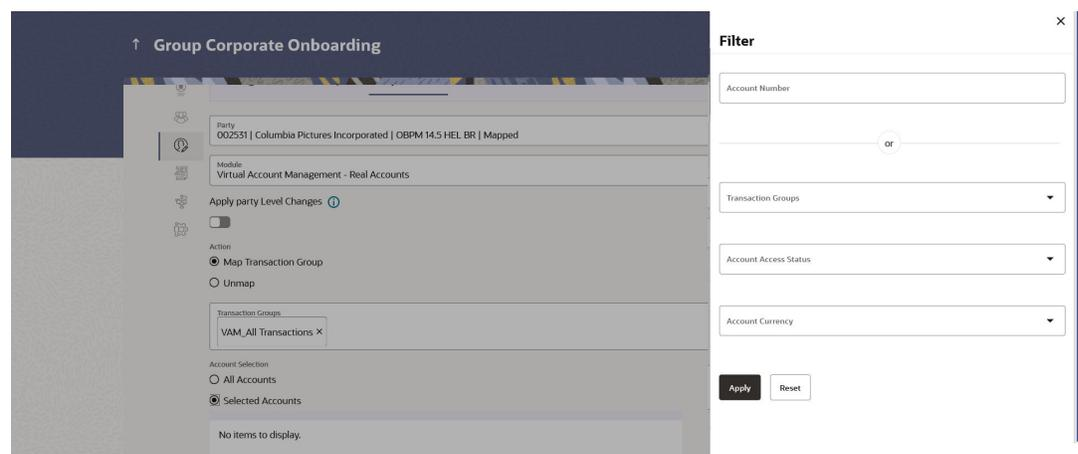 Group Corporate Onboarding
Party
002531 | Columbia Pictures Incorporated | OBPM 14.5 HEL BR | Mapped
Module
Virtual Account Management - Real Accounts
Apply party Level Changes
Action
Map Transaction Group
Unmap
Transaction Groups
VAM_All Transactions ×
Account Selection
All Accounts
Selected Accounts
No items to display.
Filter
Account Number
or
Transaction Groups
Account Access Status
Account Currency
Apply Reset